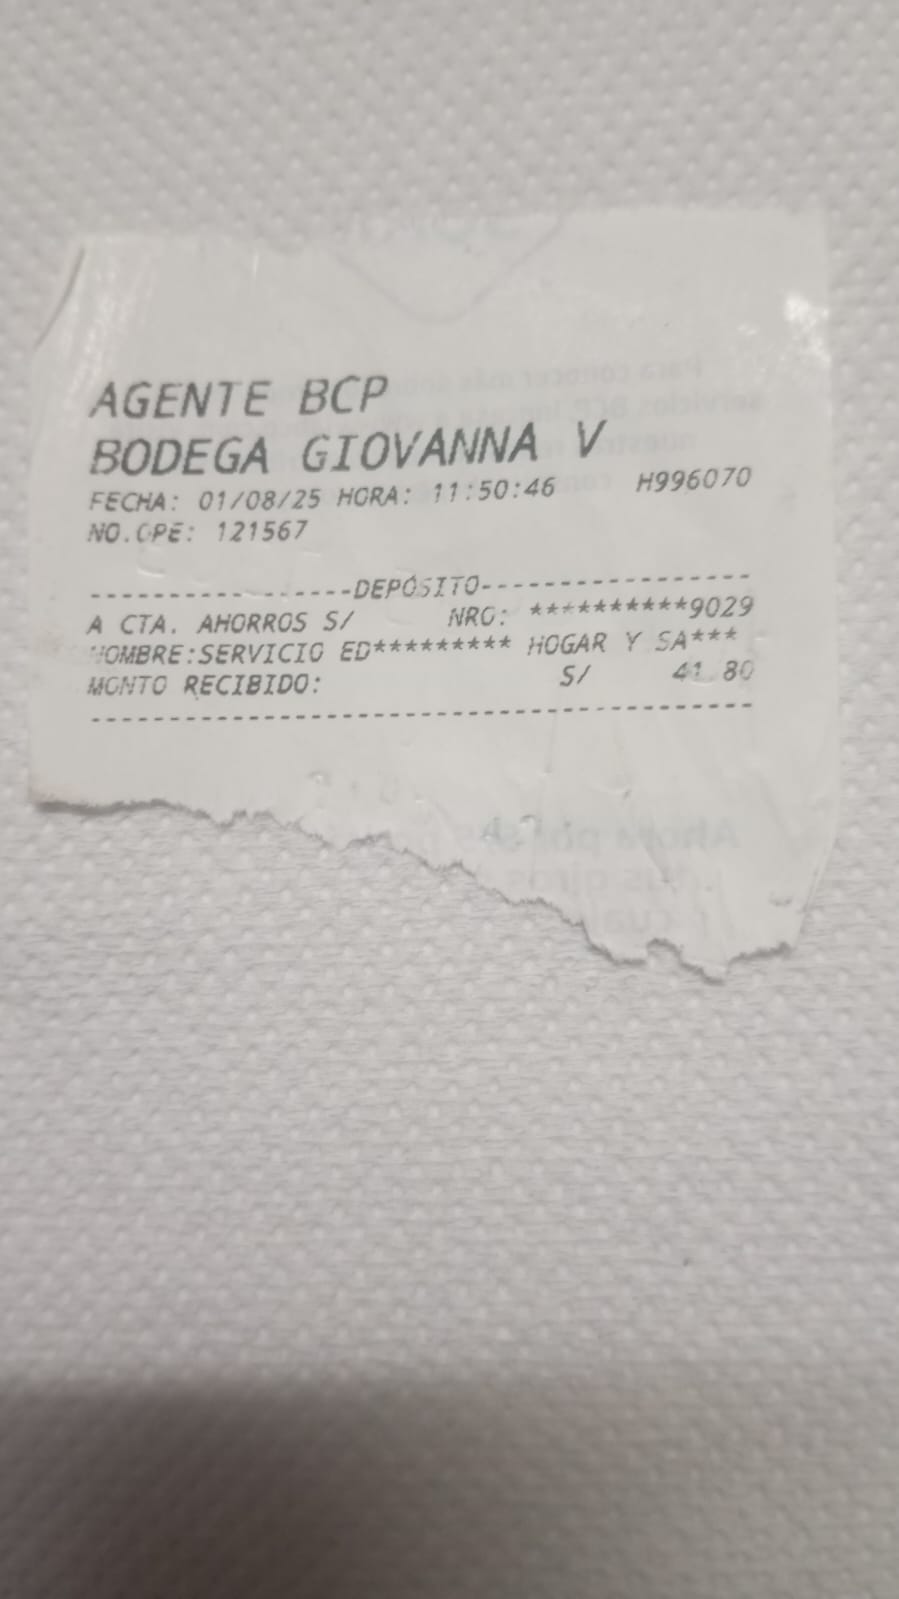 AGENTE BCP
BODEGA GIOVANNA V
FECHA: 01/08/25 HORA: 11:50:46 H996070
NO.OPE: 121567
-----------------DEPÓSITO-----------------
A CTA. AHORROS S/ NRO: **********9029
NOMBRE:SERVICIO ED********* HOGAR Y SA***
MONTO RECIBIDO: S/ 41.80
------------------------------------------